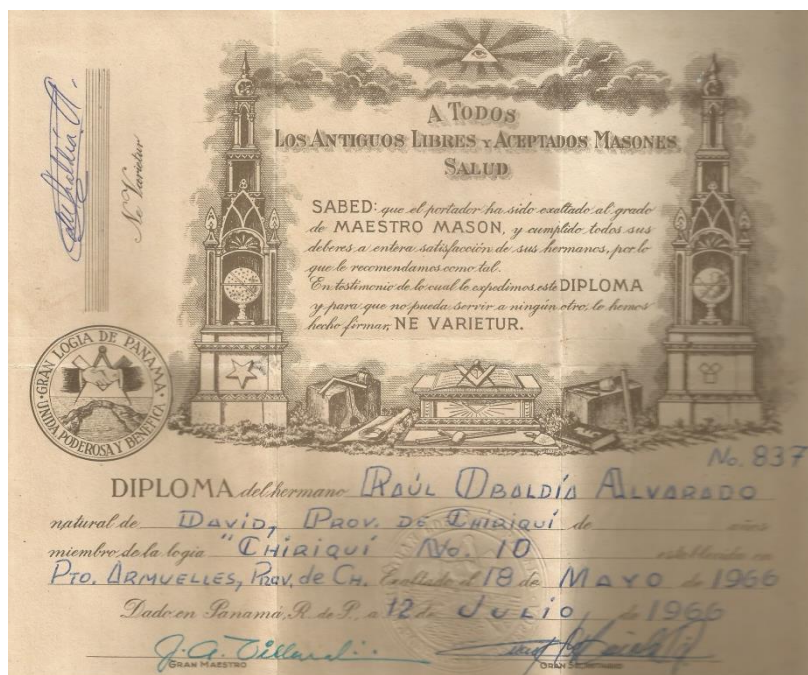 Ne Varietur
A TODOS
LOS ANTIGUOS LIBRES Y ACEPTADOS MASONES
SALUD
SABED: que el portador ha sido exaltado al grado
de MAESTRO MASON, y cumplido todos sus
deberes a entera satisfacción de sus hermanos, por lo
que le recomendamos como tal.
En testimonio de lo cual le expedimos este DIPLOMA
y para que no pueda servir a ningún otro, lo hemos
hecho firmar, NE VARIETUR.
GRAN LOGIA DE PANAMA
UNIDA PODEROSA Y BENEFICA
No. 837
DIPLOMA del hermano RAÚL OBALDÍA ALVARADO
natural de DAVÍD, PROV. DE CHIRIQUÍ de años
miembro de la logia "CHIRIQUÍ No. 10 establecida en
PTO. ARMUELLES, PROV. de CH. Exaltado el 18 de MAYO de 1966
Dado en Panamá, R. de P., a 12 de JULIO de 1966
GRAN MAESTRO GRAN SECRETARIO